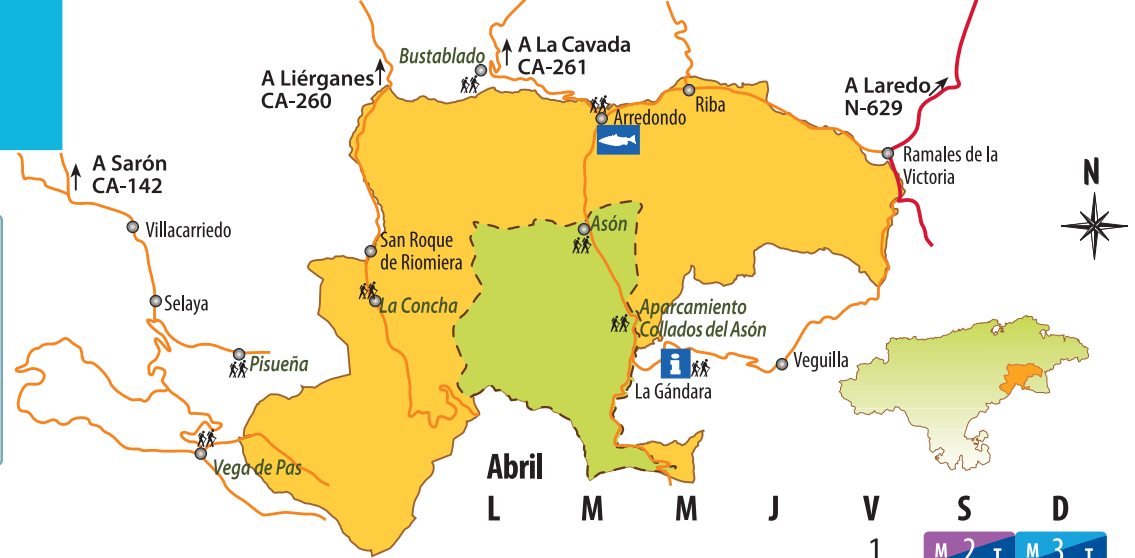 Bustablado
A La Cavada
CA-261
A Liérganes
CA-260
A Laredo
N-629
Arredondo
Riba
Ramales de la
Victoria
A Sarón
CA-142
N
Villacarriedo
Asón
San Roque
de Riomiera
Selaya
La Concha
Aparcamiento
Collados del Asón
Pisueña
i
Veguilla
La Gándara
Vega de Pas
Abril
L M M J V S D
1 M 2 T M 3 T